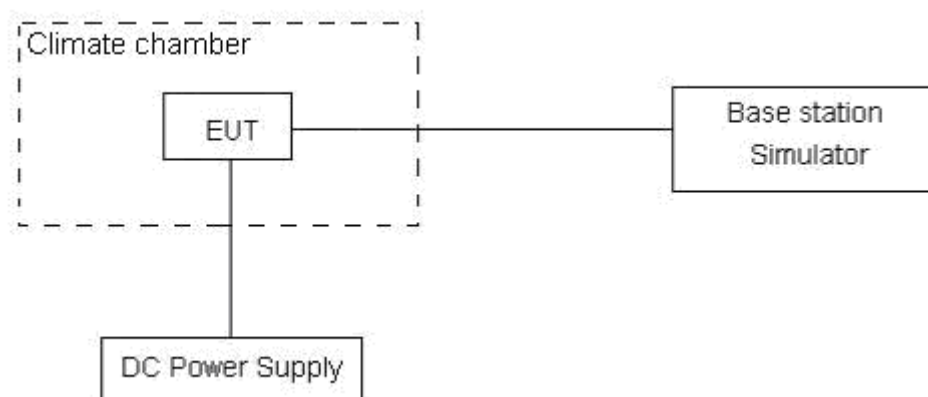 Climate chamber
EUT
Base station
Simulator
DC Power Supply